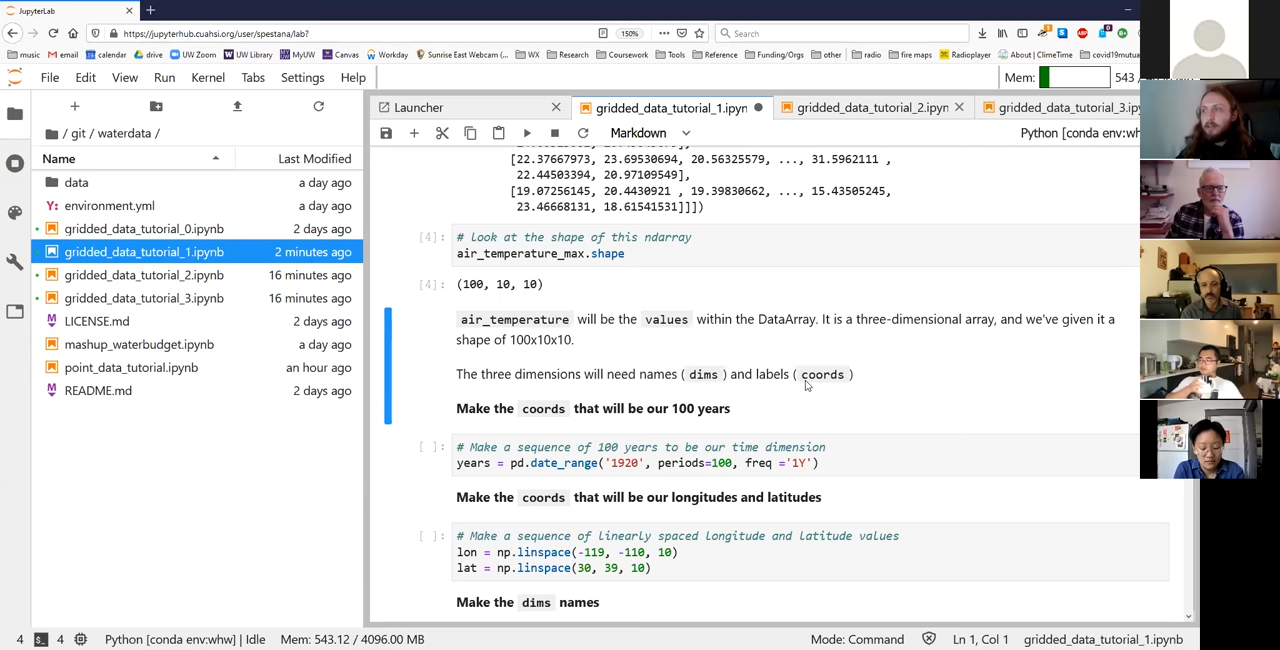 JupyterLab
https://jupyterhub.cuahsi.org/user/spestana/lab?
150%
Search
music
email
calendar
drive
UW Zoom
UW Library
MyUW
Canvas
Workday
Sunrise East Webcam (...
WX
Research
Coursework
Tools
Reference
Funding/Orgs
other
radio
fire maps
Radioplayer
About | ClimeTime
covid19mutua
File Edit View Run Kernel Tabs Settings Help
Mem: 543 /
/ git / waterdata /
Name Last Modified
data a day ago
environment.yml a day ago
gridded_data_tutorial_0.ipynb 2 days ago
gridded_data_tutorial_1.ipynb 2 minutes ago
gridded_data_tutorial_2.ipynb 16 minutes ago
gridded_data_tutorial_3.ipynb 16 minutes ago
LICENSE.md 2 days ago
mashup_waterbudget.ipynb a day ago
point_data_tutorial.ipynb an hour ago
README.md 2 days ago
Launcher
gridded_data_tutorial_1.ipyn
gridded_data_tutorial_2.ipyn
gridded_data_tutorial_3.ipy
Markdown
Python [conda env:wh
[22.37667973, 23.69530694, 20.56325579, ..., 31.5962111 ,
22.44503394, 20.97109549],
[19.07256145, 20.4430921 , 19.39830662, ..., 15.43505245,
23.46668131, 18.61541531]]])
[4]: # Look at the shape of this ndarray
air_temperature_max.shape
[4]: (100, 10, 10)
air_temperature will be the values within the DataArray. It is a three-dimensional array, and we've given it a
shape of 100x10x10.
The three dimensions will need names ( dims ) and labels ( coords )
Make the coords that will be our 100 years
[ ]: # Make a sequence of 100 years to be our time dimension
years = pd.date_range('1920', periods=100, freq ='1Y')
Make the coords that will be our longitudes and latitudes
[ ]: # Make a sequence of linearly spaced longitude and latitude values
lon = np.linspace(-119, -110, 10)
lat = np.linspace(30, 39, 10)
Make the dims names
4 4 Python [conda env:whw] | Idle Mem: 543.12 / 4096.00 MB Mode: Command Ln 1, Col 1 gridded_data_tutorial_1.ipynb